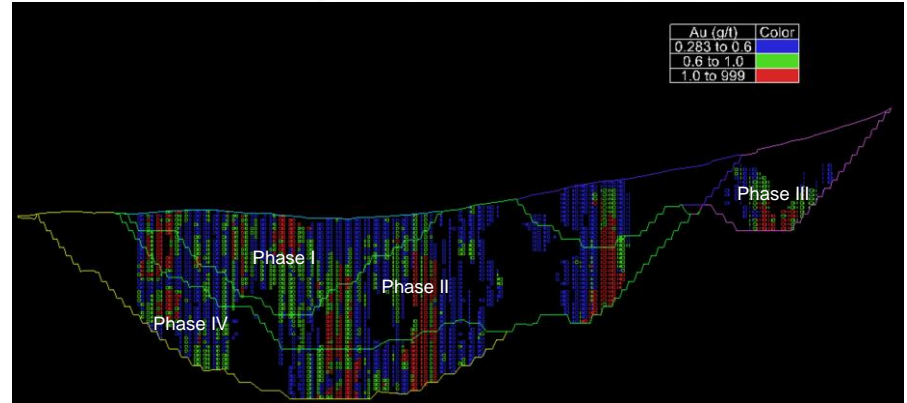 Au (g/t) Color
0.283 to 0.6
0.6 to 1.0
1.0 to 999
Phase III
Phase I
Phase II
Phase IV